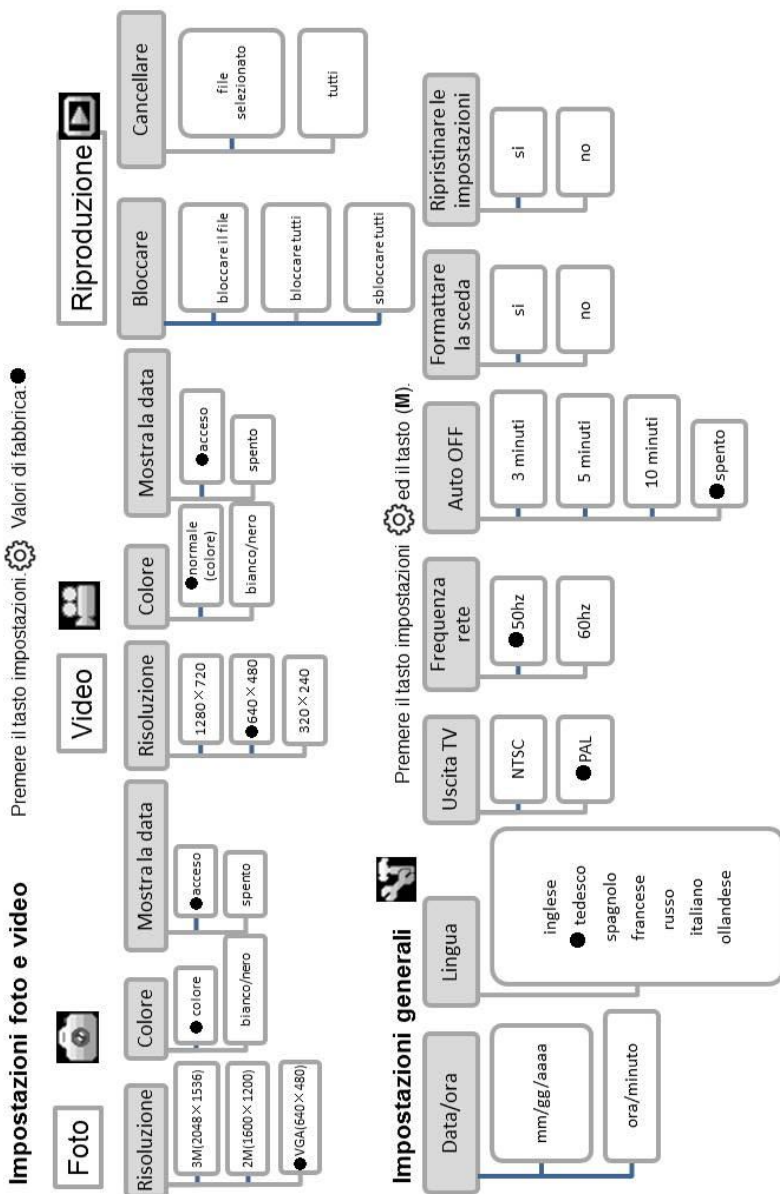 Impostazioni foto e video
Premere il tasto impostazioni. Valori di fabbrica:●
Foto
Risoluzione
3M(2048×1536)
2M(1600×1200)
●VGA(640×480)
Colore
●colore
bianco/nero
Mostra la data
●acceso
spento
Video
Risoluzione
1280×720
●640×480
320×240
Colore
●normale
(colore)
bianco/nero
Mostra la data
●acceso
spento
Riproduzione
Bloccare
bloccare il file
bloccare tutti
sbloccare tutti
Cancellare
file
selezionato
tutti
Impostazioni generali
Premere il tasto impostazioni ed il tasto (M).
Data/ora
mm/gg/aaaa
ora/minuto
Lingua
inglese
●tedesco
spagnolo
francese
russo
italiano
ollandese
Uscita TV
NTSC
●PAL
Frequenza
rete
●50hz
60hz
Auto OFF
3 minuti
5 minuti
10 minuti
●spento
Formattare
la sceda
si
no
Ripristinare le
impostazioni
si
no